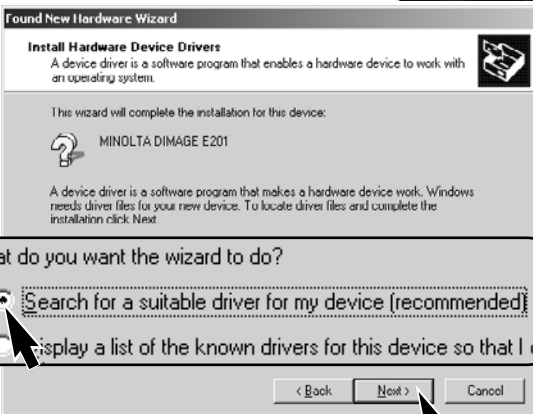 Found New Hardware Wizard
Install Hardware Device Drivers
A device driver is a software program that enables a hardware device to work with
an operating system.
This wizard will complete the installation for this device:
MINOLTA DIMAGE E201
A device driver is a software program that makes a hardware device work. Windows
needs driver files for your new device. To locate driver files and complete the
installation click Next.
at do you want the wizard to do?
Search for a suitable driver for my device (recommended)
isplay a list of the known drivers for this device so that I
< Back Next > Cancel